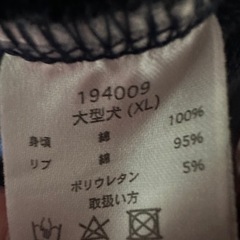 194009
大型犬 (XL)
身頃 綿 100%
リブ 綿 95%
ポリウレタン 5%
取扱い方